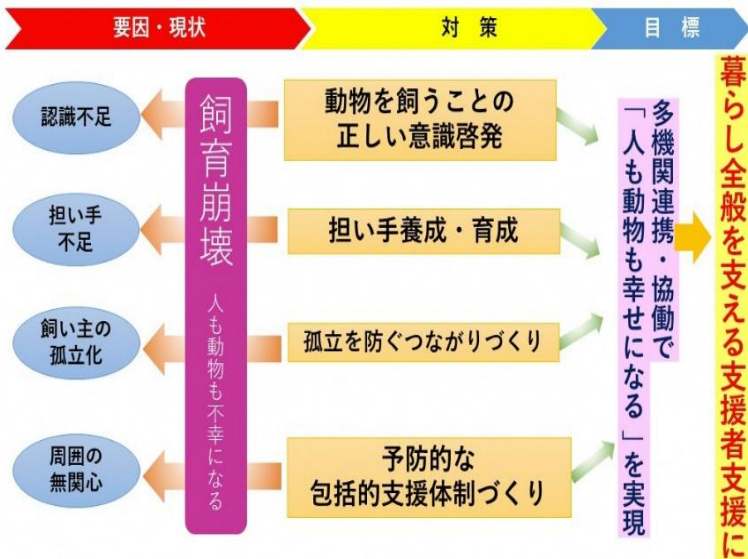 要因・現状
対 策
目 標
認識不足
担い手
不足
飼い主の
孤立化
周囲の
無関心
飼育崩壊 人も動物も不幸になる
動物を飼うことの
正しい意識啓発
担い手養成・育成
孤立を防ぐつながりづくり
予防的な
包括的支援体制づくり
多機関連携・協働で
「人も動物も幸せになる」を実現
暮らし全般を支える支援者支援に